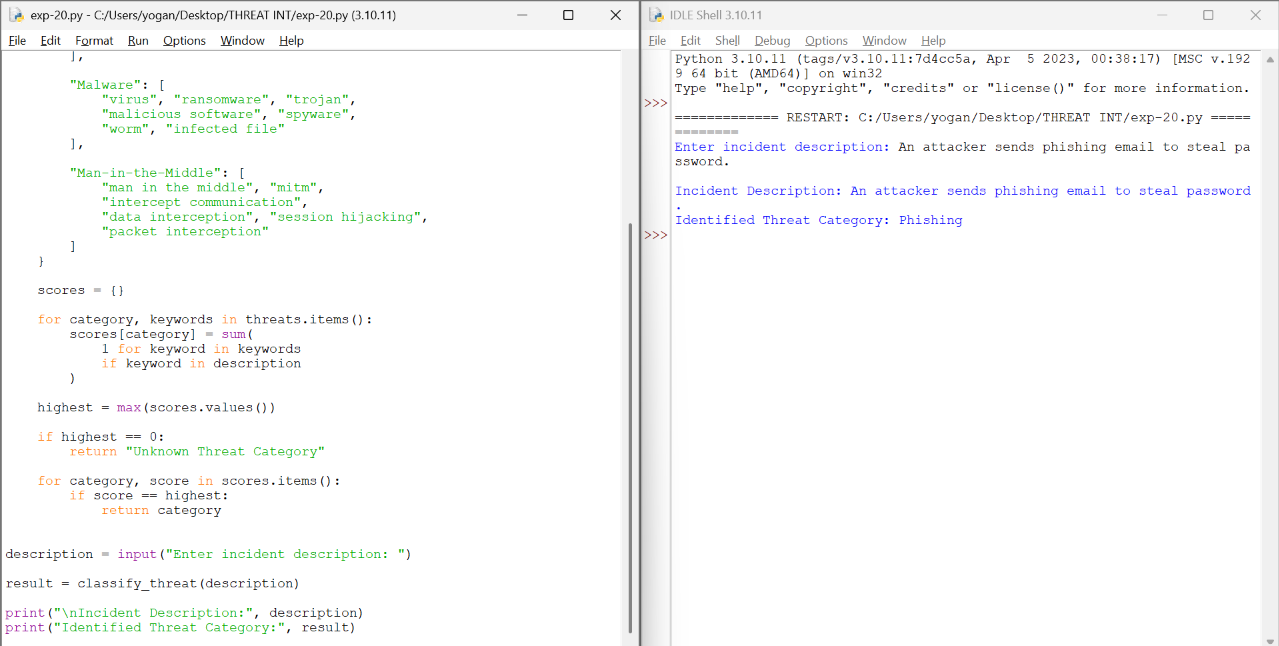 exp-20.py - C:/Users/yogan/Desktop/THREAT INT/exp-20.py (3.10.11)
File Edit Format Run Options Window Help
],
"Malware": [
"virus", "ransomware", "trojan",
"malicious software", "spyware",
"worm", "infected file"
],
"Man-in-the-Middle": [
"man in the middle", "mitm",
"intercept communication",
"data interception", "session hijacking",
"packet interception"
]
}
scores = {}
for category, keywords in threats.items():
scores[category] = sum(
1 for keyword in keywords
if keyword in description
)
highest = max(scores.values())
if highest == 0:
return "Unknown Threat Category"
for category, score in scores.items():
if score == highest:
return category
description = input("Enter incident description: ")
result = classify_threat(description)
print("\nIncident Description:", description)
print("Identified Threat Category:", result)
IDLE Shell 3.10.11
File Edit Shell Debug Options Window Help
Python 3.10.11 (tags/v3.10.11:7d4cc5a, Apr  5 2023, 00:38:17) [MSC v.192
9 64 bit (AMD64)] on win32
Type "help", "copyright", "credits" or "license()" for more information.
>>>
============= RESTART: C:/Users/yogan/Desktop/THREAT INT/exp-20.py =====
========
Enter incident description: An attacker sends phishing email to steal pa
ssword.
Incident Description: An attacker sends phishing email to steal password
.
Identified Threat Category: Phishing
>>>